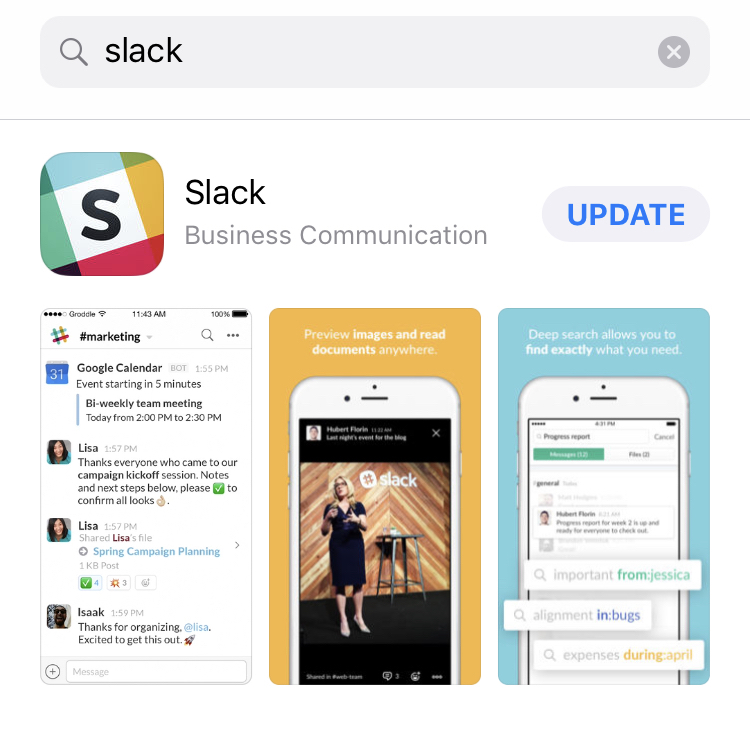 slack
S
Slack
Business Communication
UPDATE
Groddle 11:43 AM 100%
#marketing
31
Google Calendar BOT 1:55 PM
Event starting in 5 minutes
Bi-weekly team meeting
Today from 2:00 PM to 2:30 PM
Lisa 1:57 PM
Thanks everyone who came to our
campaign kickoff session. Notes
and next steps below, please ✅ to
confirm all looks👌🏼.
Lisa 1:57 PM
Shared Lisa's file
Spring Campaign Planning
1 KB Post
✅ 4 💥 3
Isaak 1:59 PM
Thanks for organizing, @lisa.
Excited to get this out.🚀
Message
Preview images and read
documents anywhere.
Hubert Florin 11:22 AM
Last night's event for the blog
slack
Shared in #web-team 3
Deep search allows you to
find exactly what you need.
4:31 PM
Progress report Cancel
Messages (12) Files (2)
#general Today
Hubert Florin 8:21 AM
Progress report for week 2 is up and
ready for everyone to check out.
important from:jessica
alignment in:bugs
expenses during:april